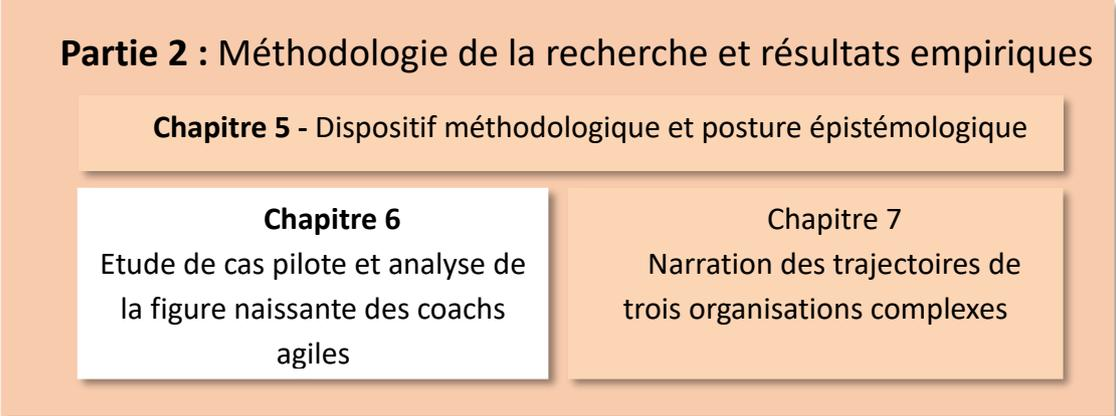 Partie 2 : Méthodologie de la recherche et résultats empiriques
Chapitre 5 - Dispositif méthodologique et posture épistémologique
Chapitre 6
Etude de cas pilote et analyse de
la figure naissante des coachs
agiles
Chapitre 7
Narration des trajectoires de
trois organisations complexes